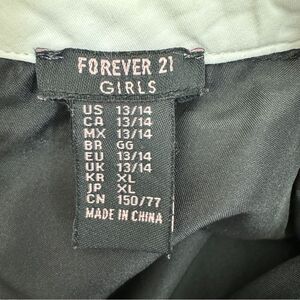 FOREVER 21
GIRLS
US 13/14
CA 13/14
MX 13/14
BR GG
EU 13/14
UK 13/14
KR XL
JP XL
CN 150/77
MADE IN CHINA